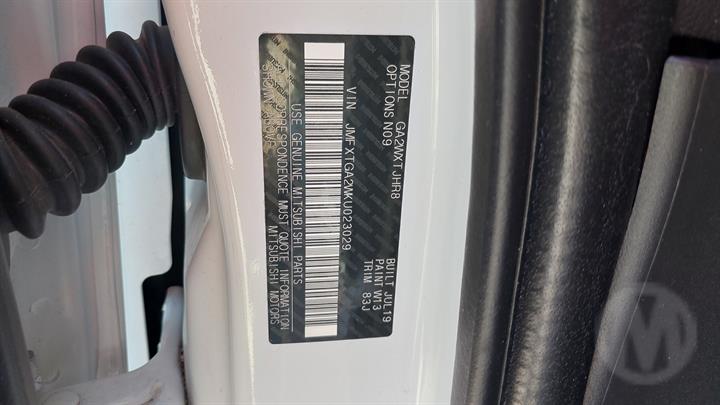 MODEL GA2WXTJHR8
OPTIONS N09
BUILT JUL19
PAINT W13
TRIM 83J
VIN JMFXTGA2WKU023029
USE GENUINE MITSUBISHI PARTS
CORRESPONDENCE MUST QUOTE INFORMATION
SHOWN ABOVE
MITSUBISHI MOTORS
M